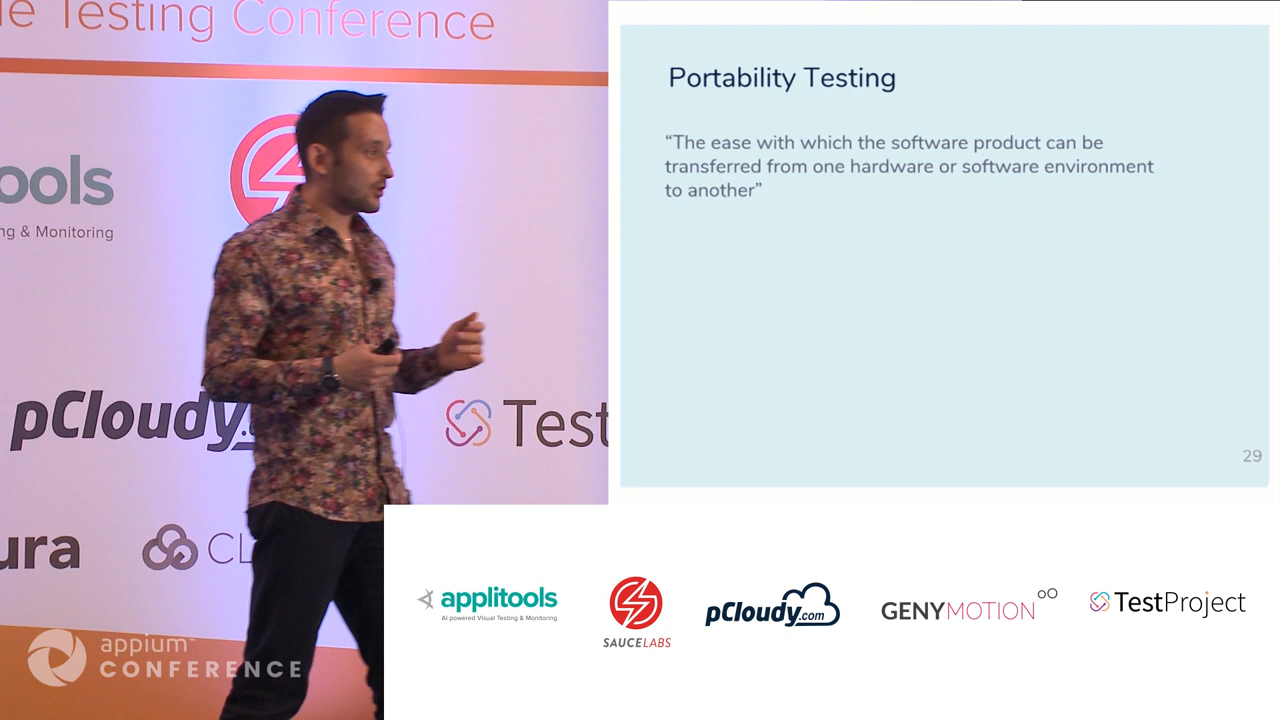 le Testing Conference
ools
ng & Monitoring
pCloudy.
Test
ura
CL
appium™
CONFERENCE
Portability Testing
“The ease with which the software product can be
transferred from one hardware or software environment
to another”
29
applitools
AI powered Visual Testing & Monitoring
SAUCELABS
pCloudy.com
GENYMOTION
TestProject